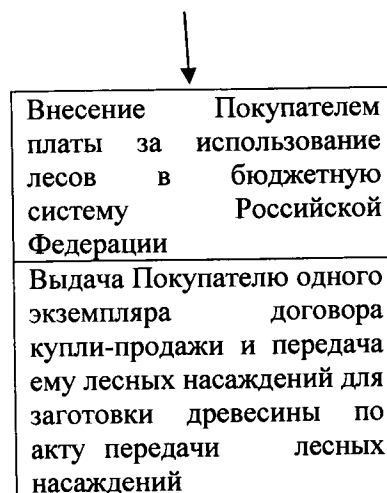 Внесение Покупателем
платы за использование
лесов в бюджетную
систему Российской
Федерации
Выдача Покупателю одного
экземпляра договора
купли-продажи и передача
ему лесных насаждений для
заготовки древесины по
акту передачи лесных
насаждений